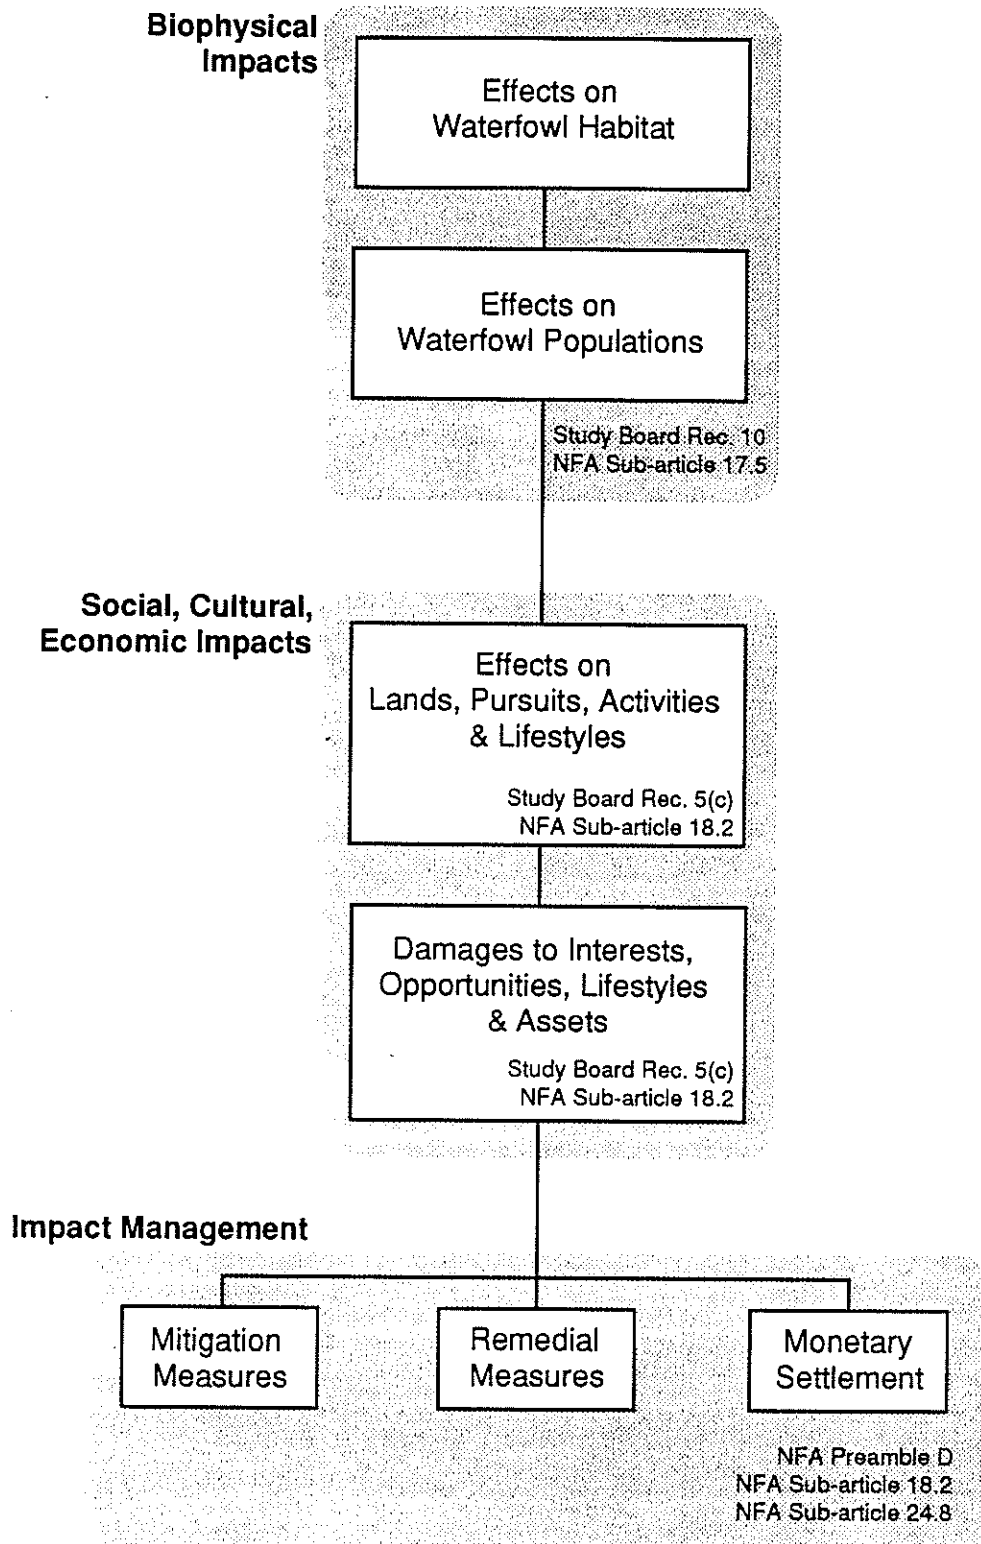 Biophysical
Impacts
Effects on
Waterfowl Habitat
Effects on
Waterfowl Populations
Study Board Rec. 10
NFA Sub-article 17.5
Social, Cultural,
Economic Impacts
Effects on
Lands, Pursuits, Activities
& Lifestyles
Study Board Rec. 5(c)
NFA Sub-article 18.2
Damages to Interests,
Opportunities, Lifestyles
& Assets
Study Board Rec. 5(c)
NFA Sub-article 18.2
Impact Management
Mitigation
Measures
Remedial
Measures
Monetary
Settlement
NFA Preamble D
NFA Sub-article 18.2
NFA Sub-article 24.8